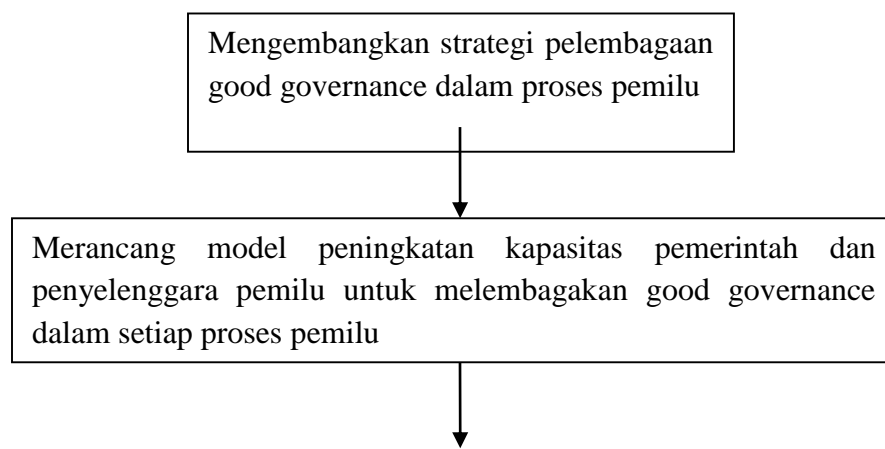 Mengembangkan strategi pelembagaan
good governance dalam proses pemilu
Merancang model peningkatan kapasitas pemerintah dan
penyelenggara pemilu untuk melembagakan good governance
dalam setiap proses pemilu